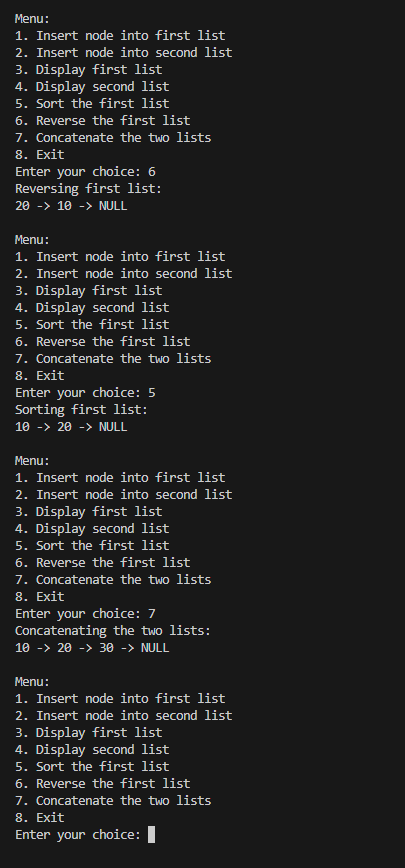 Menu:
1. Insert node into first list
2. Insert node into second list
3. Display first list
4. Display second list
5. Sort the first list
6. Reverse the first list
7. Concatenate the two lists
8. Exit
Enter your choice: 6
Reversing first list:
20 -> 10 -> NULL

Menu:
1. Insert node into first list
2. Insert node into second list
3. Display first list
4. Display second list
5. Sort the first list
6. Reverse the first list
7. Concatenate the two lists
8. Exit
Enter your choice: 5
Sorting first list:
10 -> 20 -> NULL

Menu:
1. Insert node into first list
2. Insert node into second list
3. Display first list
4. Display second list
5. Sort the first list
6. Reverse the first list
7. Concatenate the two lists
8. Exit
Enter your choice: 7
Concatenating the two lists:
10 -> 20 -> 30 -> NULL

Menu:
1. Insert node into first list
2. Insert node into second list
3. Display first list
4. Display second list
5. Sort the first list
6. Reverse the first list
7. Concatenate the two lists
8. Exit
Enter your choice: